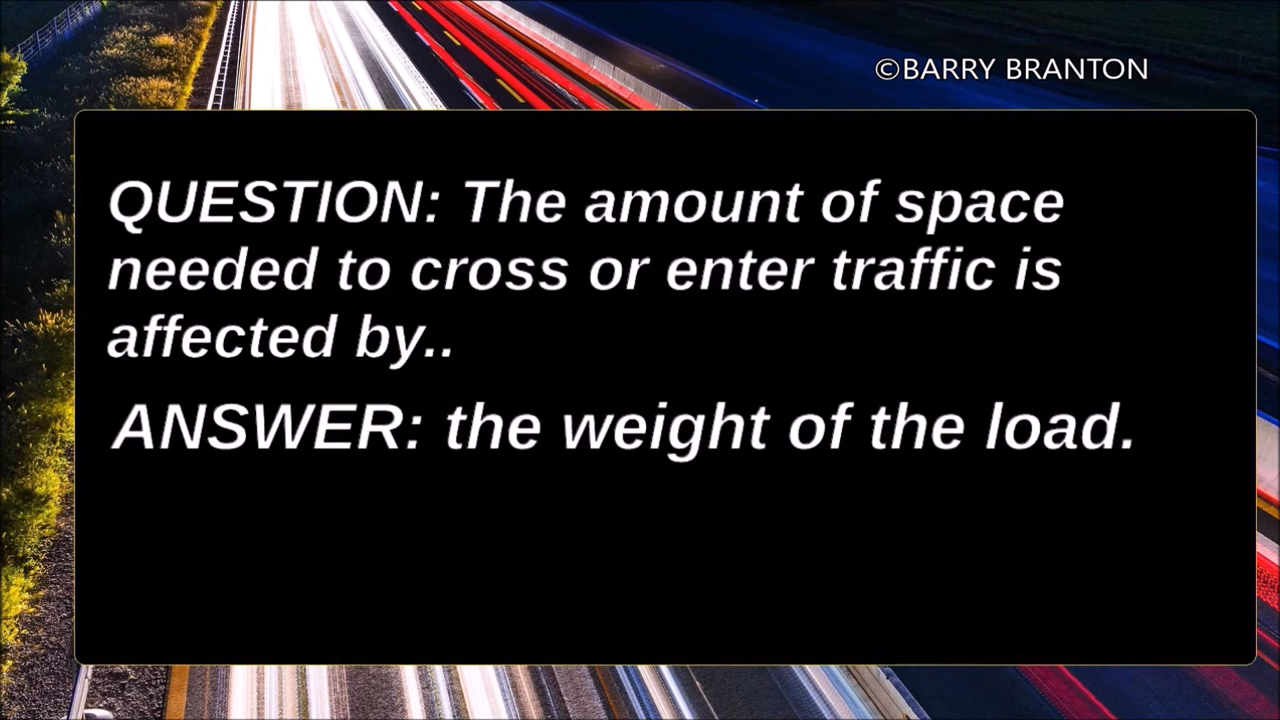 ©BARRY BRANTON
QUESTION: The amount of space
needed to cross or enter traffic is
affected by..
ANSWER: the weight of the load.